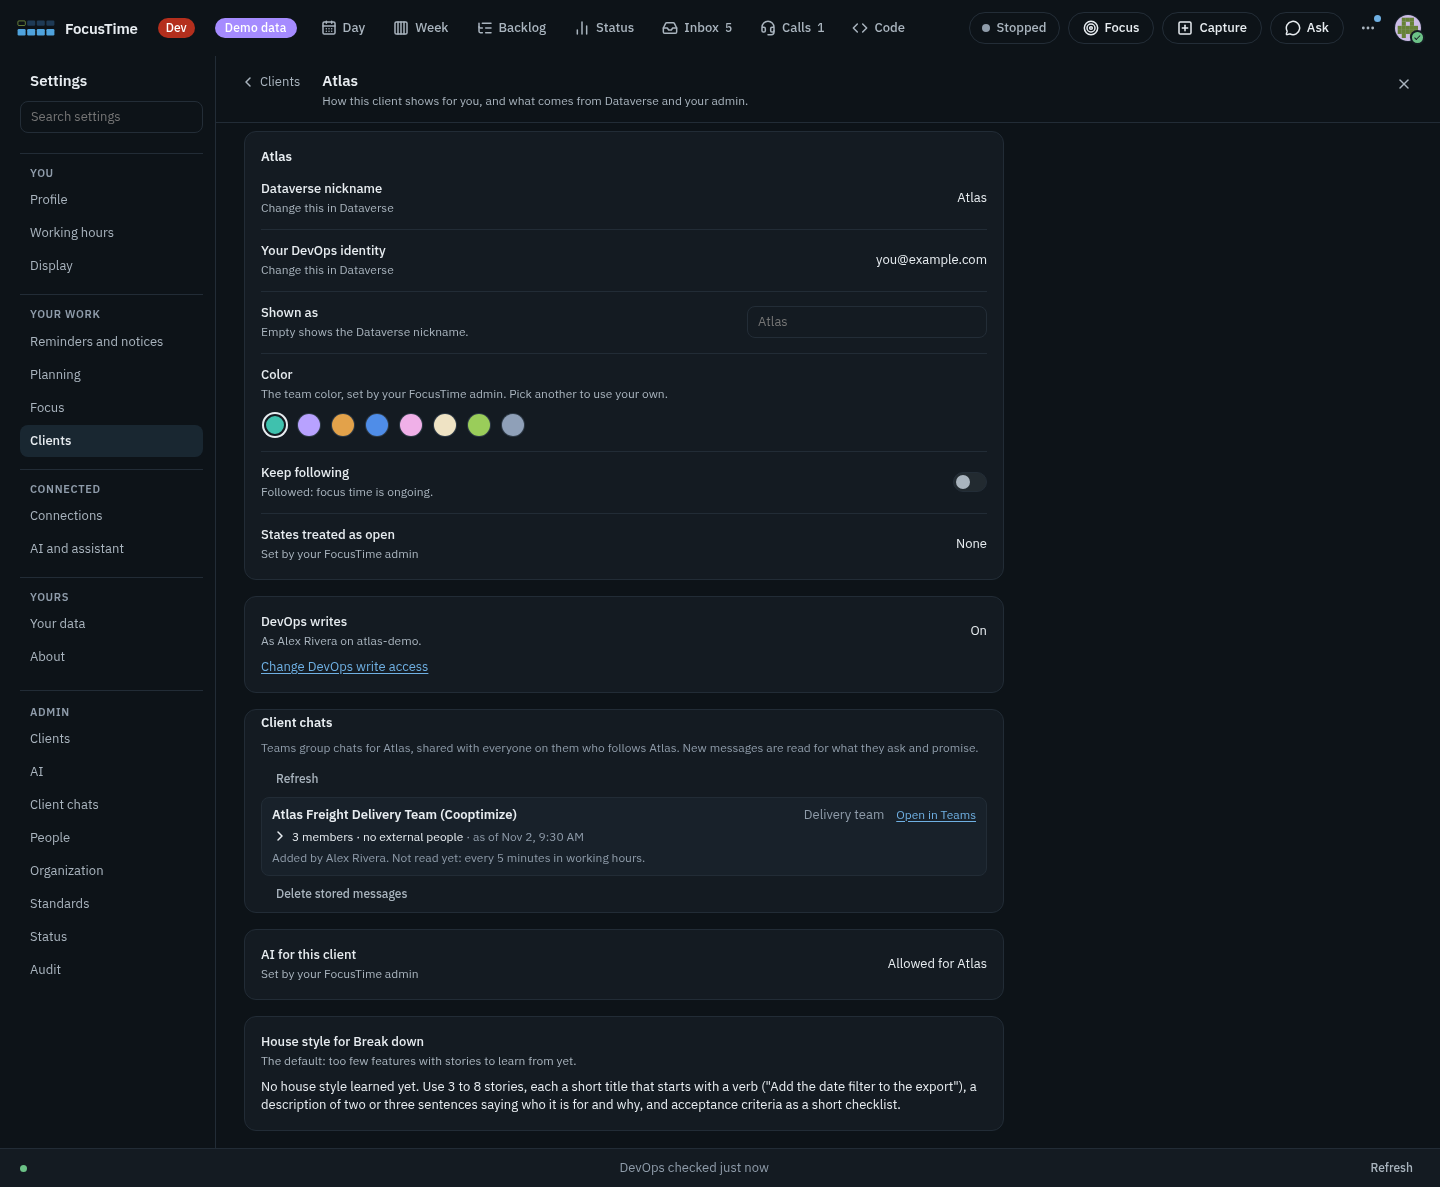 FocusTime
Dev
Demo data
Day
Week
Backlog
Status
Inbox 5
Calls 1
Code
Stopped
Focus
Capture
Ask
Settings
Search settings
YOU
Profile
Working hours
Display
YOUR WORK
Reminders and notices
Planning
Focus
Clients
CONNECTED
Connections
AI and assistant
YOURS
Your data
About
ADMIN
Clients
AI
Client chats
People
Organization
Standards
Status
Audit
Clients
Atlas
How this client shows for you, and what comes from Dataverse and your admin.
Atlas
Dataverse nickname
Change this in Dataverse
Atlas
Your DevOps identity
Change this in Dataverse
you@example.com
Shown as
Empty shows the Dataverse nickname.
Atlas
Color
The team color, set by your FocusTime admin. Pick another to use your own.
Keep following
Followed: focus time is ongoing.
States treated as open
Set by your FocusTime admin
None
DevOps writes
As Alex Rivera on atlas-demo.
On
Change DevOps write access
Client chats
Teams group chats for Atlas, shared with everyone on them who follows Atlas. New messages are read for what they ask and promise.
Refresh
Atlas Freight Delivery Team (Cooptimize)
Delivery team
Open in Teams
3 members · no external people · as of Nov 2, 9:30 AM
Added by Alex Rivera. Not read yet: every 5 minutes in working hours.
Delete stored messages
AI for this client
Set by your FocusTime admin
Allowed for Atlas
House style for Break down
The default: too few features with stories to learn from yet.
No house style learned yet. Use 3 to 8 stories, each a short title that starts with a verb ("Add the date filter to the export"), a
description of two or three sentences saying who it is for and why, and acceptance criteria as a short checklist.
DevOps checked just now
Refresh